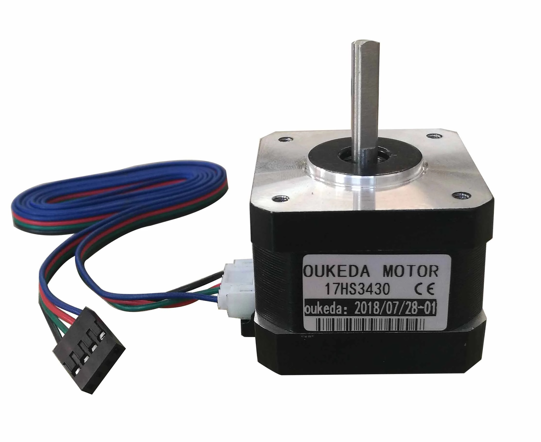 OUKEDA MOTOR
17HS3430 CE
oukeda: 2018/07/28-01